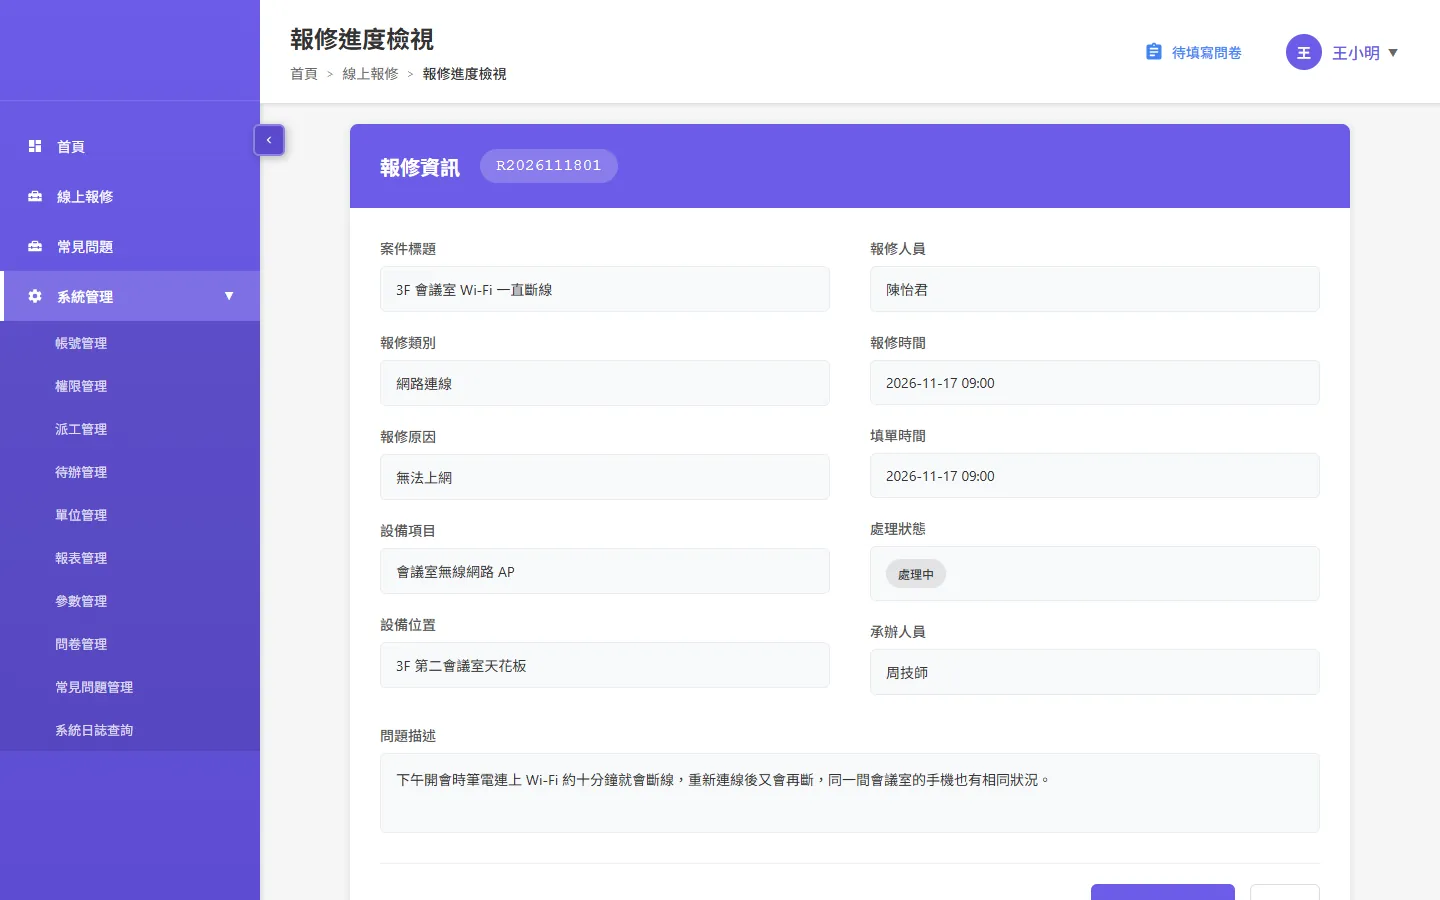 報修進度檢視
首頁 > 線上報修 > 報修進度檢視
待填寫問卷
王 王小明 ▼
首頁
線上報修
常見問題
系統管理 ▼
帳號管理
權限管理
派工管理
待辦管理
單位管理
報表管理
參數管理
問卷管理
常見問題管理
系統日誌查詢
‹
報修資訊 R2026111801
案件標題
3F 會議室 Wi-Fi 一直斷線
報修類別
網路連線
報修原因
無法上網
設備項目
會議室無線網路 AP
設備位置
3F 第二會議室天花板
報修人員
陳怡君
報修時間
2026-11-17 09:00
填單時間
2026-11-17 09:00
處理狀態
處理中
承辦人員
周技師
問題描述
下午開會時筆電連上 Wi-Fi 約十分鐘就會斷線，重新連線後又會再斷，同一間會議室的手機也有相同狀況。